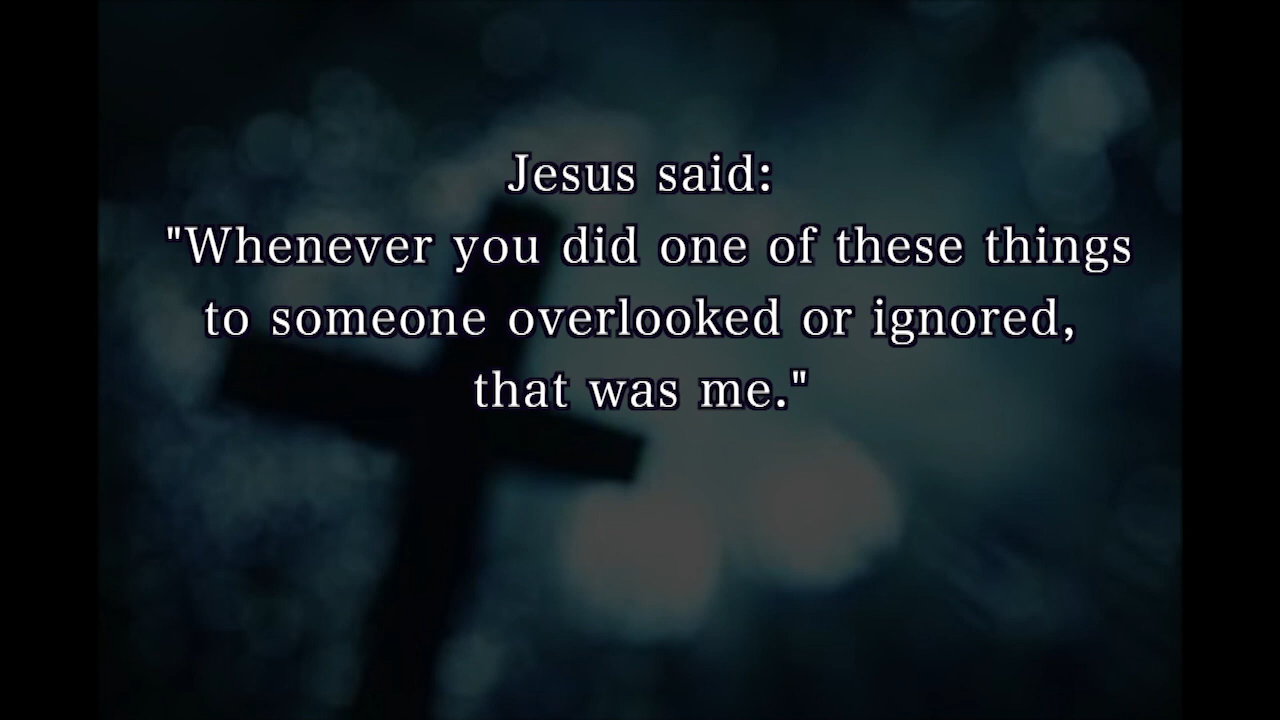 Jesus said:
"Whenever you did one of these things
to someone overlooked or ignored,
that was me."